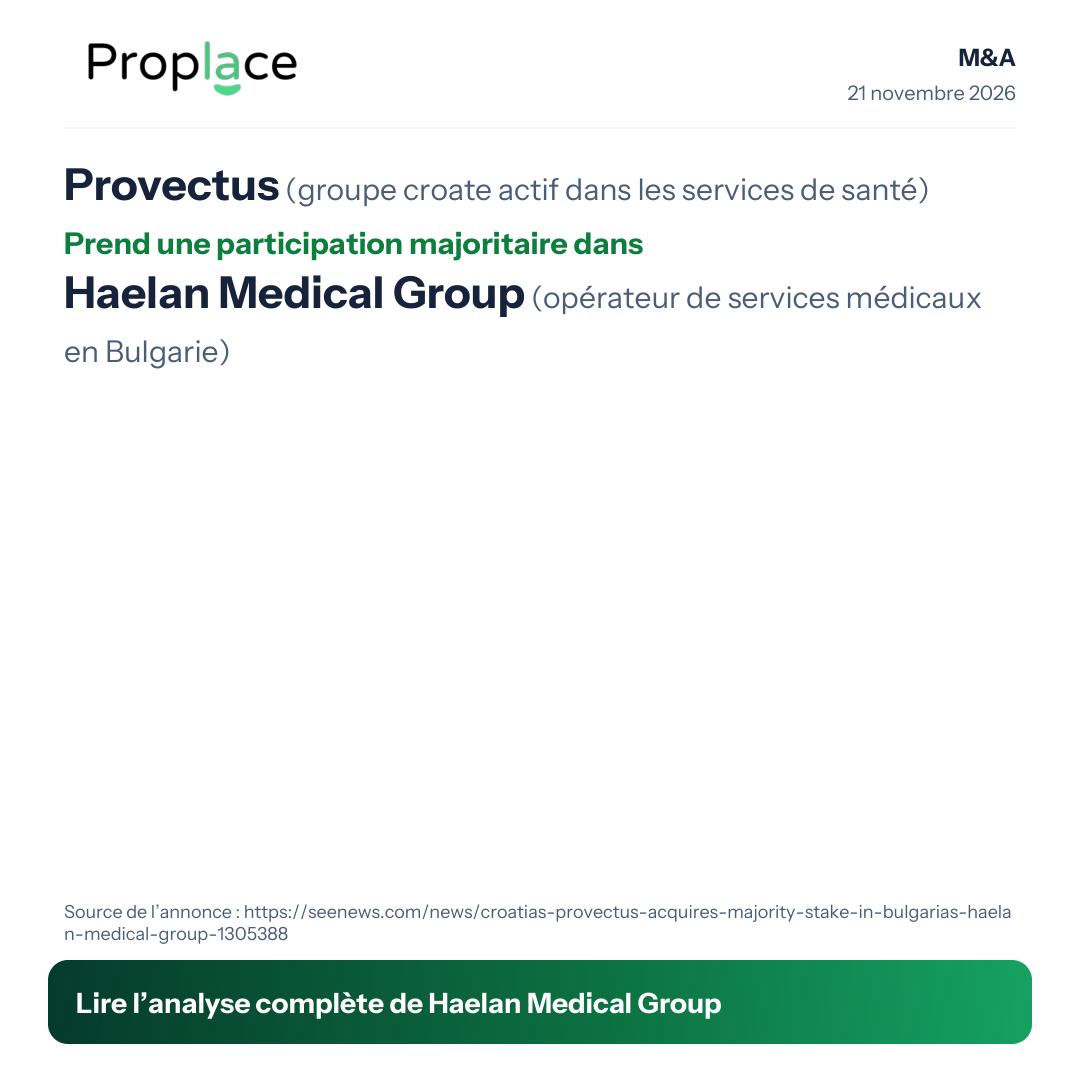 Proplace
M&A
21 novembre 2026
Provectus (groupe croate actif dans les services de santé)
Prend une participation majoritaire dans
Haelan Medical Group (opérateur de services médicaux
en Bulgarie)
Source de l’annonce : https://seenews.com/news/croatias-provectus-acquires-majority-stake-in-bulgarias-haela
n-medical-group-1305388
Lire l’analyse complète de Haelan Medical Group